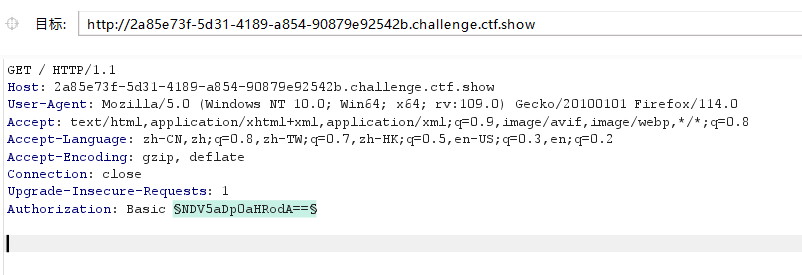 目标: http://2a85e73f-5d31-4189-a854-90879e92542b.challenge.ctf.show
GET / HTTP/1.1
Host: 2a85e73f-5d31-4189-a854-90879e92542b.challenge.ctf.show
User-Agent: Mozilla/5.0 (Windows NT 10.0; Win64; x64; rv:109.0) Gecko/20100101 Firefox/114.0
Accept: text/html,application/xhtml+xml,application/xml;q=0.9,image/avif,image/webp,*/*;q=0.8
Accept-Language: zh-CN,zh;q=0.8,zh-TW;q=0.7,zh-HK;q=0.5,en-US;q=0.3,en;q=0.2
Accept-Encoding: gzip, deflate
Connection: close
Upgrade-Insecure-Requests: 1
Authorization: Basic §NDV5aDp0aHRodA==§